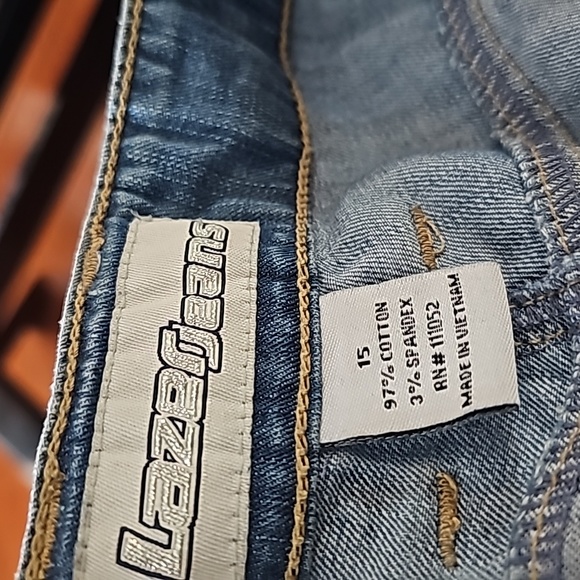 LazerJeans
15
97% COTTON
3% SPANDEX
RN# 111052
MADE IN VIETNAM